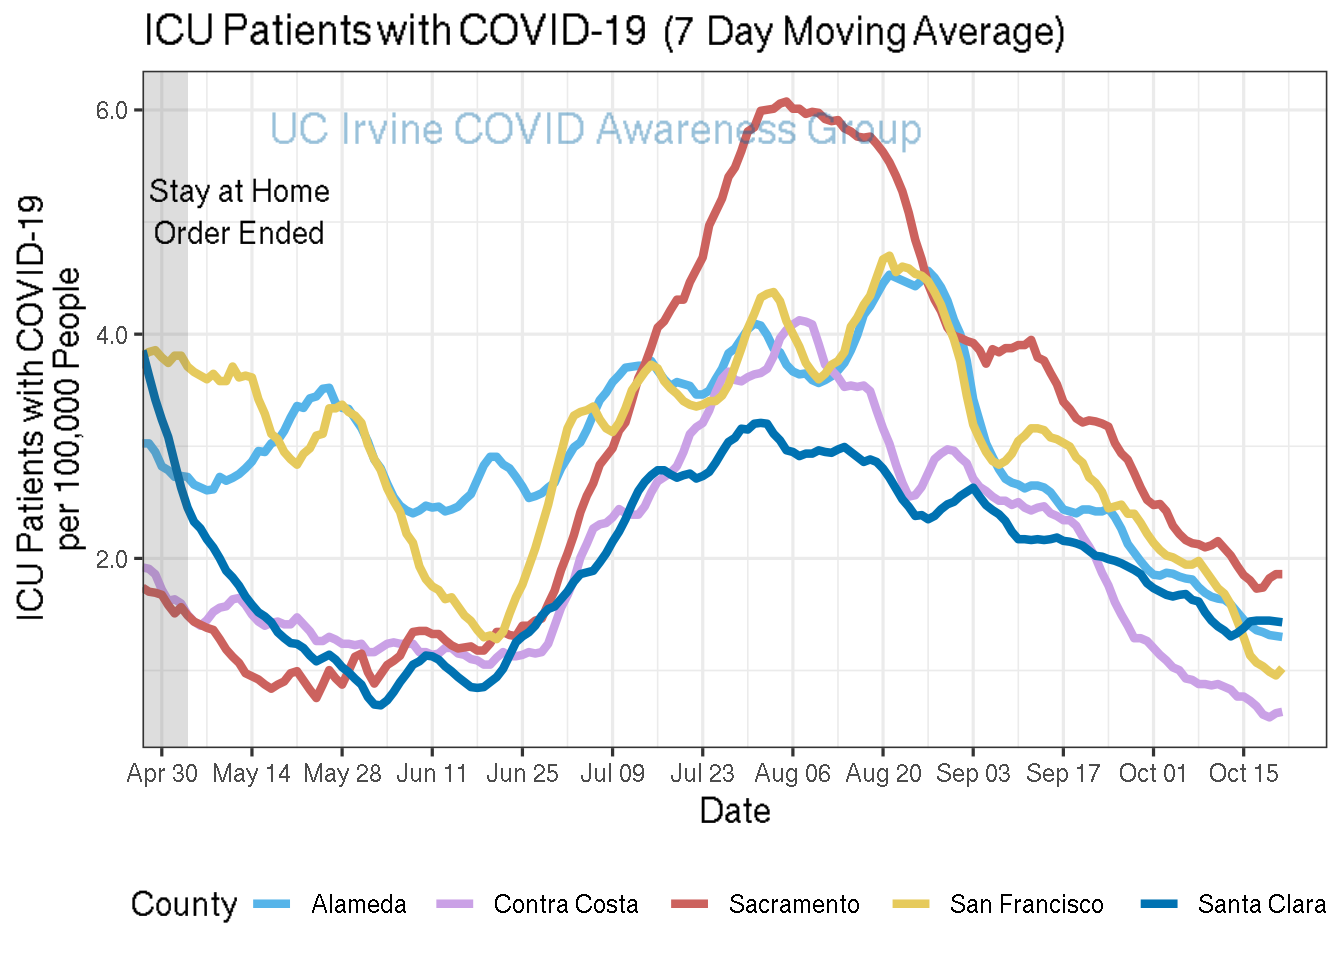 ICU Patients with COVID-19 (7 Day Moving Average)
UC Irvine COVID Awareness Group
Stay at Home
Order Ended
ICU Patients with COVID-19
per 100,000 People
6.0
4.0
2.0
Apr 30 May 14 May 28 Jun 11 Jun 25 Jul 09 Jul 23 Aug 06 Aug 20 Sep 03 Sep 17 Oct 01 Oct 15
Date
County Alameda Contra Costa Sacramento San Francisco Santa Clara